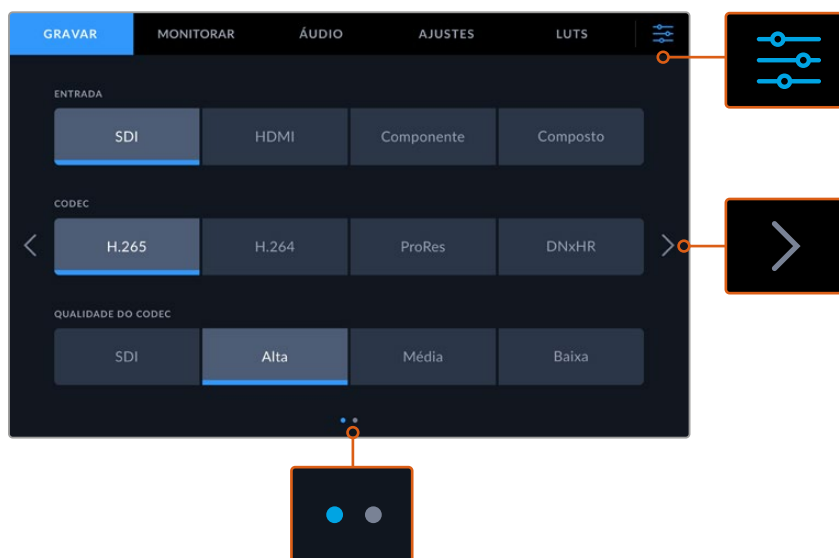 GRAVAR MONITORAR ÁUDIO AJUSTES LUTS
ENTRADA
SDI HDMI Componente Composto
CODEC
H.265 H.264 ProRes DNxHR
QUALIDADE DO CODEC
SDI Alta Média Baixa